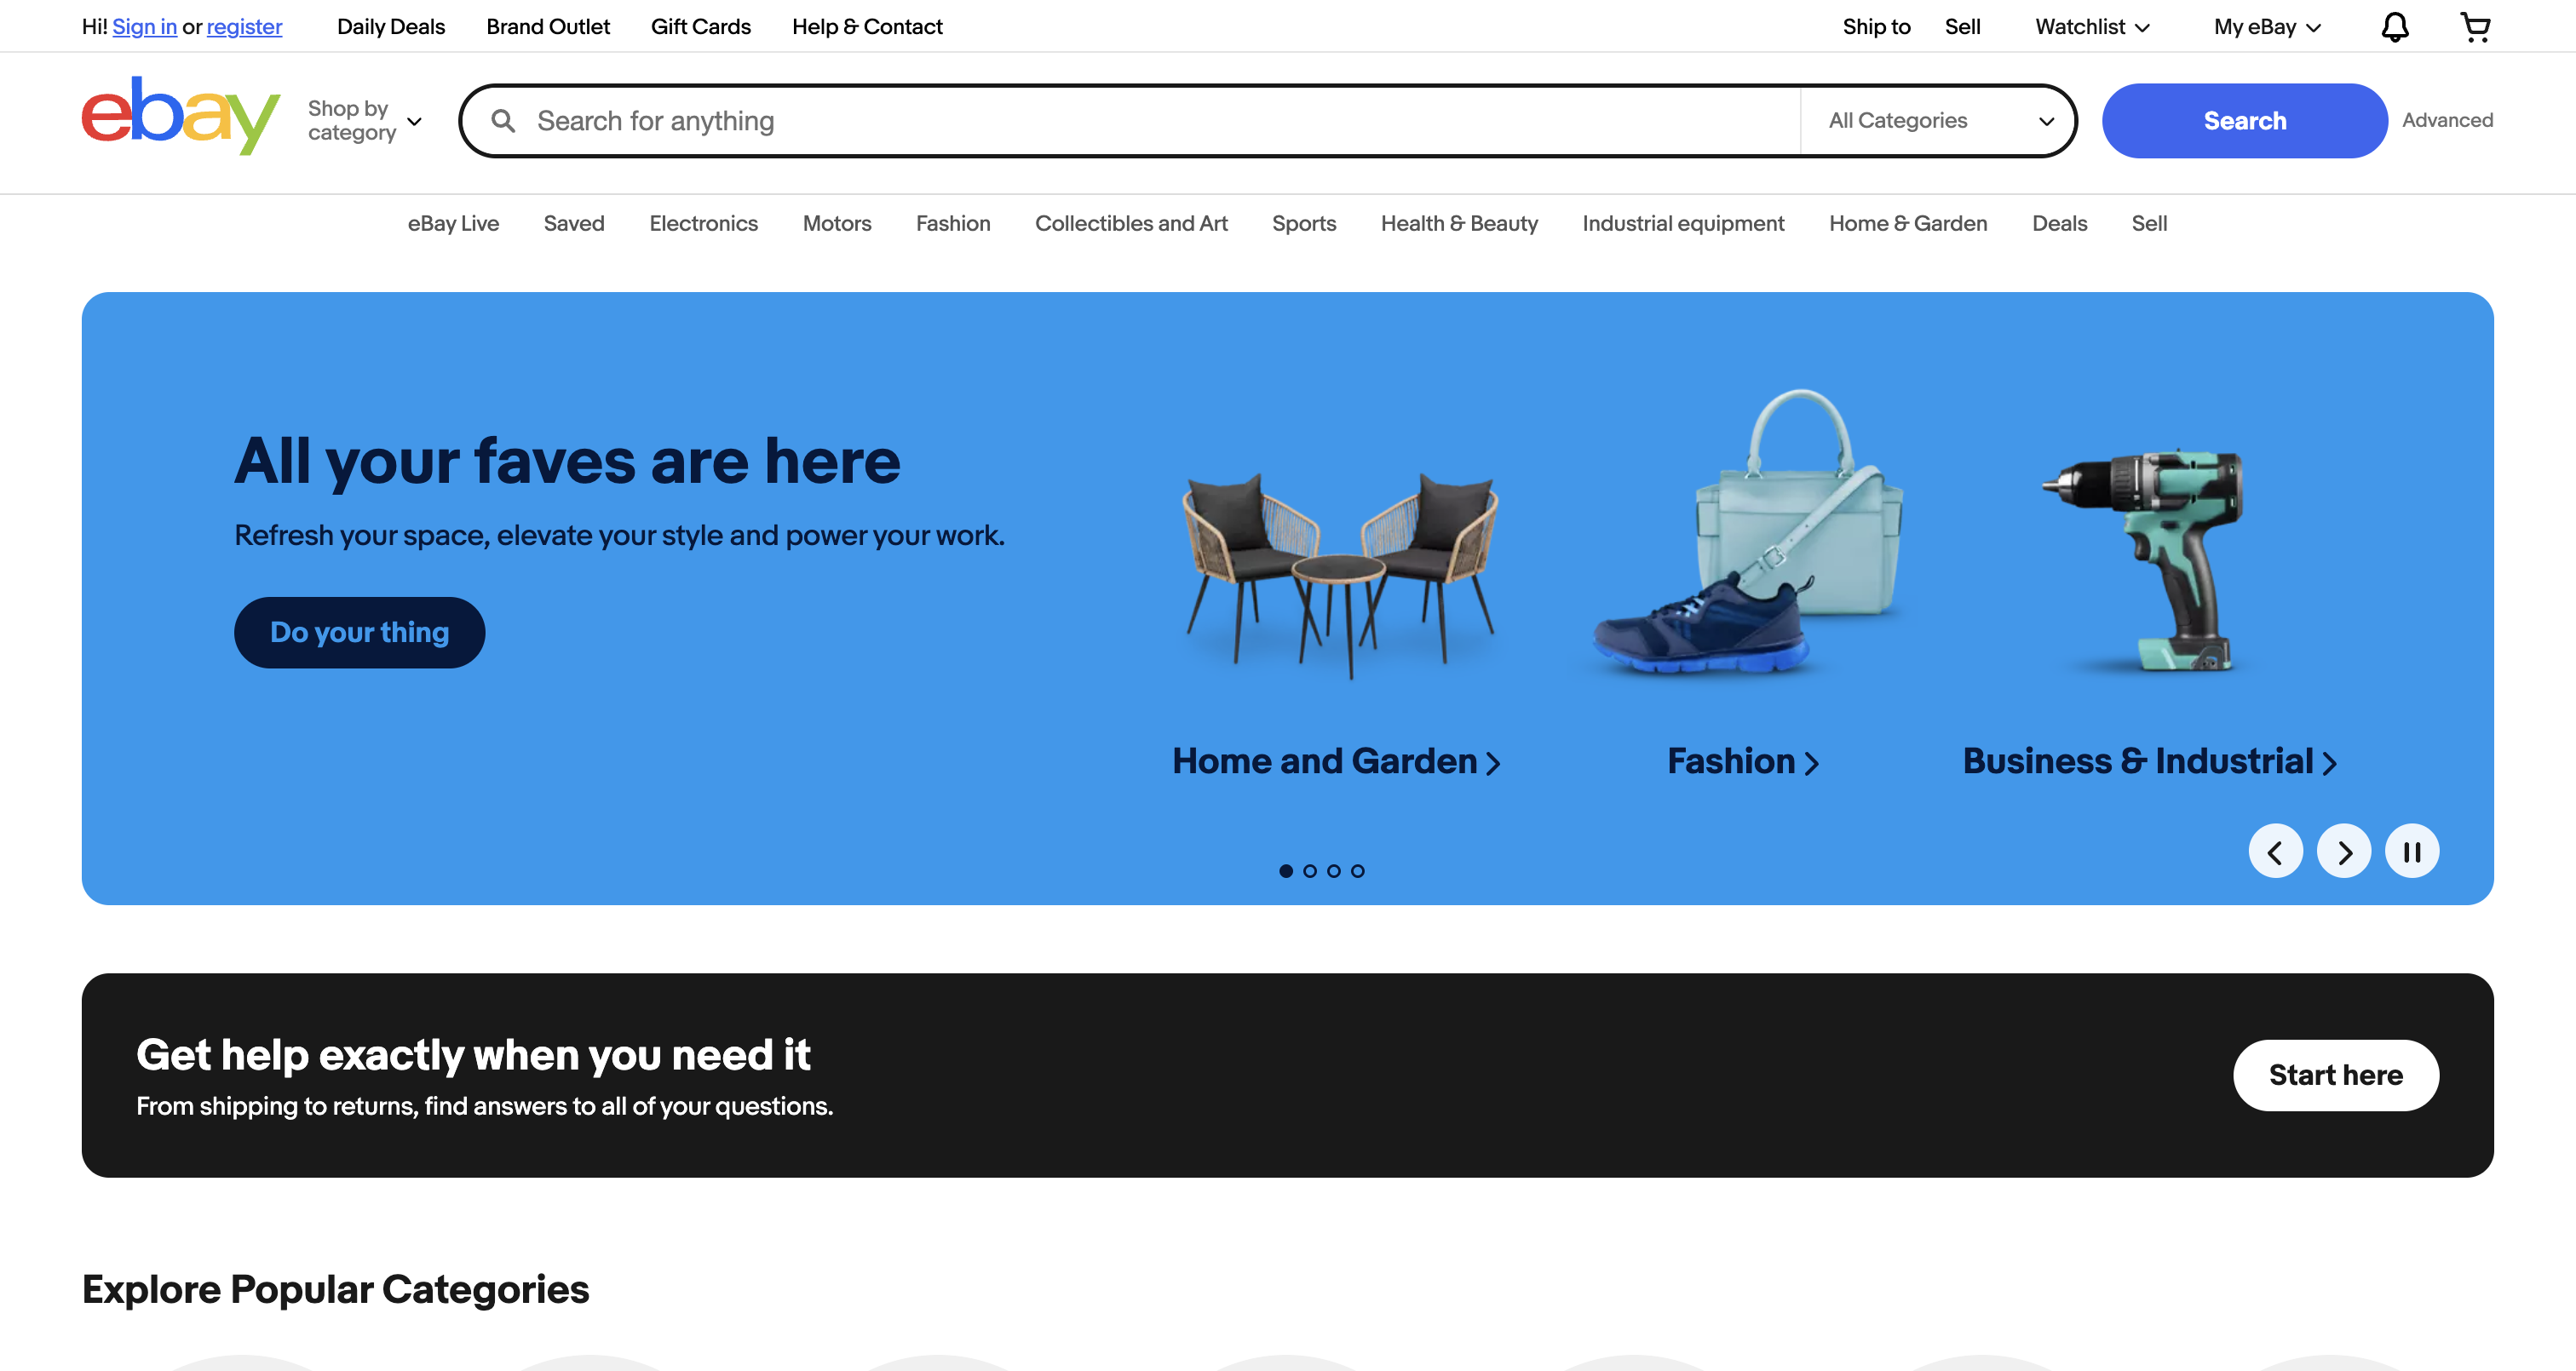 Hi! Sign in or register Daily Deals Brand Outlet Gift Cards Help & Contact Ship to Sell Watchlist My eBay
ebay
Shop by
category
Search for anything
All Categories
Search
Advanced
eBay Live Saved Electronics Motors Fashion Collectibles and Art Sports Health & Beauty Industrial equipment Home & Garden Deals Sell
All your faves are here
Refresh your space, elevate your style and power your work.
Do your thing
Home and Garden
Fashion
Business & Industrial
Get help exactly when you need it
From shipping to returns, find answers to all of your questions.
Start here
Explore Popular Categories